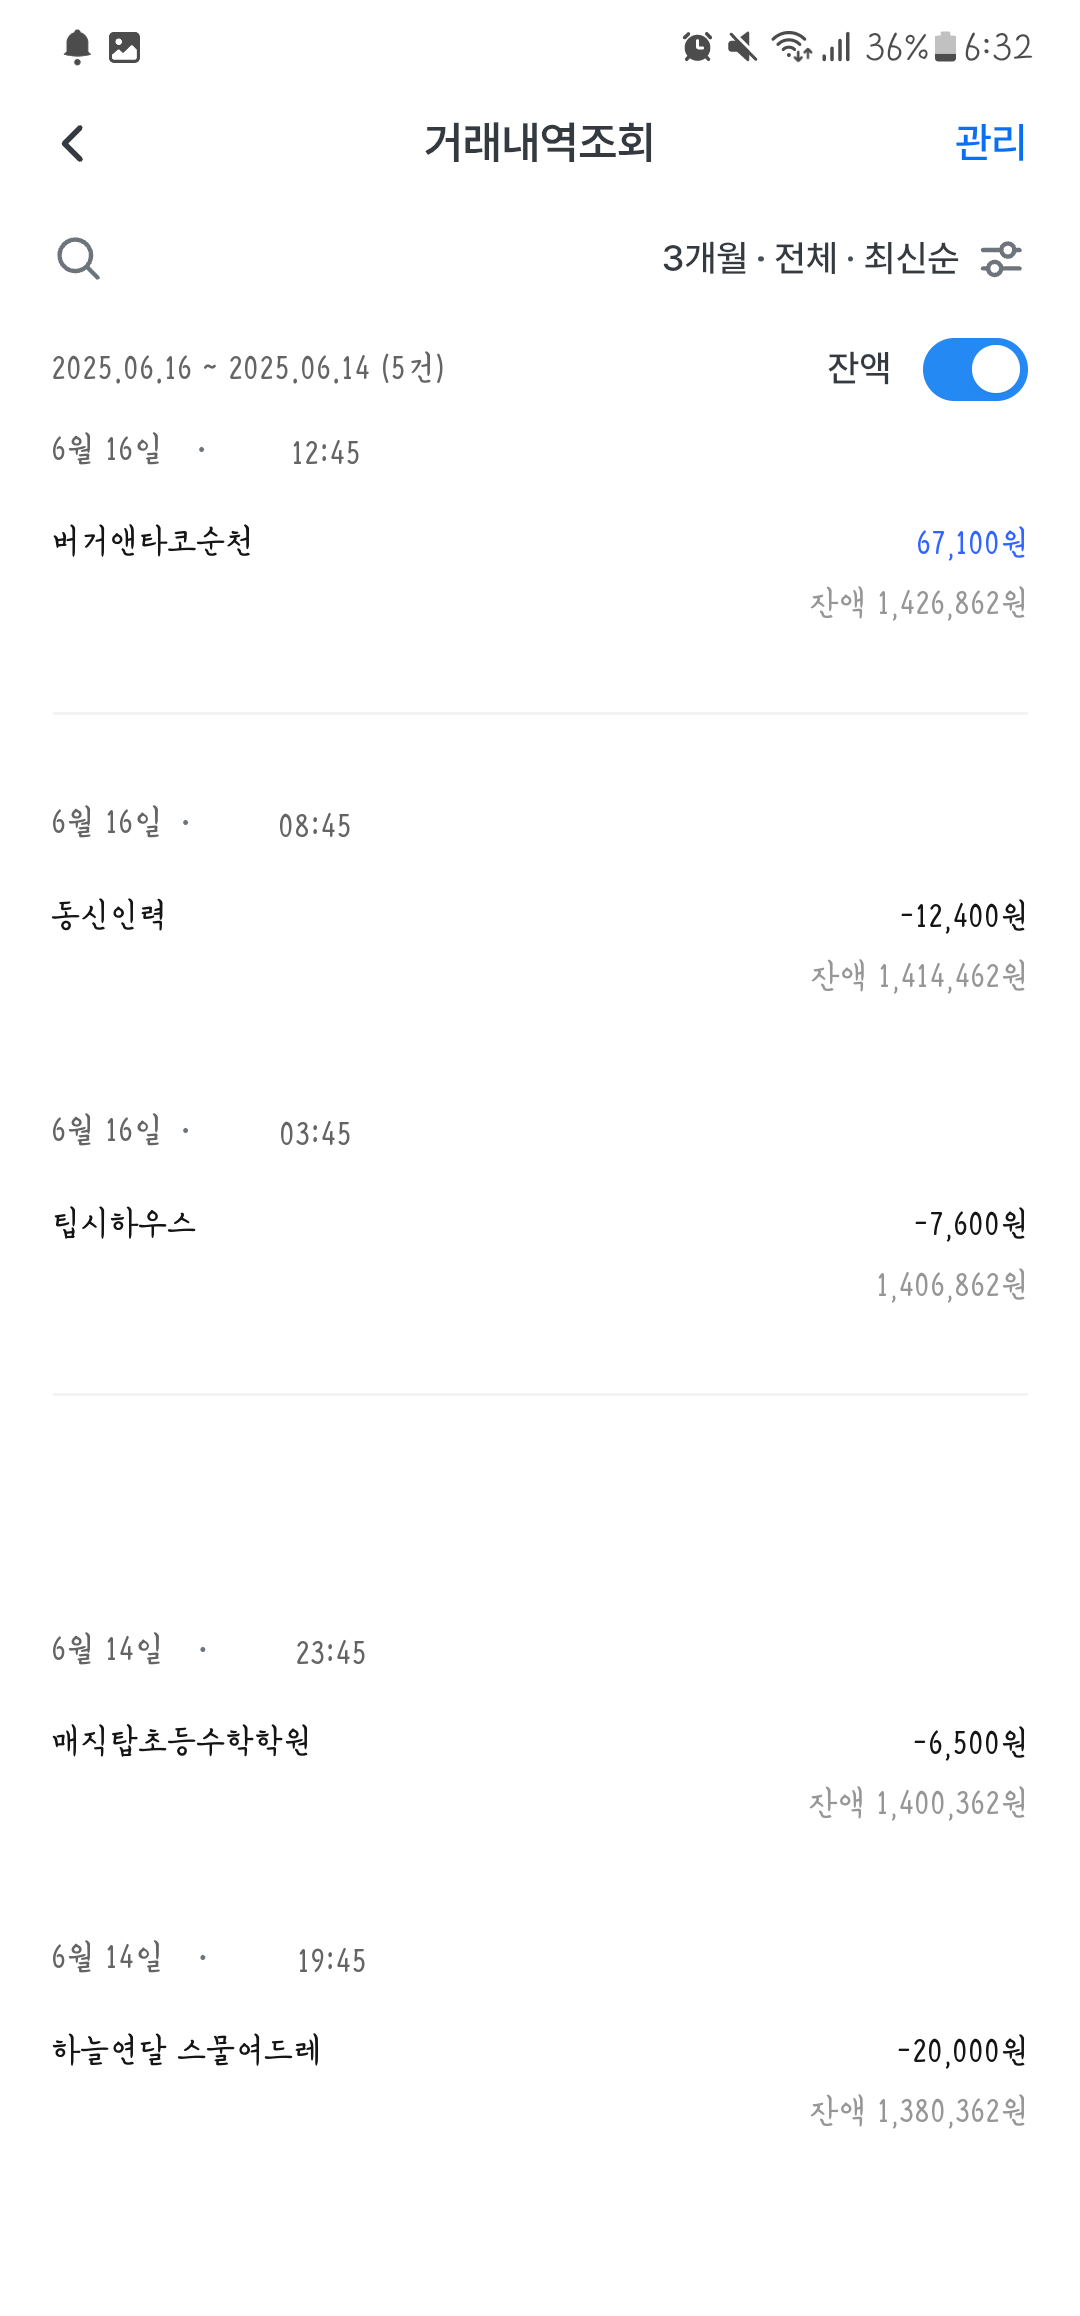 36% 6:32
거래내역조회 관리
3개월 · 전체 · 최신순
2025.06.16 ~ 2025.06.14 (5건) 잔액
6월 16일 · 12:45
버거앤타코순천 67,100원
잔액 1,426,862원
6월 16일 · 08:45
동신인력 -12,400원
잔액 1,414,462원
6월 16일 · 03:45
팁시하우스 -7,600원
1,406,862원
6월 14일 · 23:45
매직탑초등수학학원 -6,500원
잔액 1,400,362원
6월 14일 · 19:45
하늘연달 스물여드레 -20,000원
잔액 1,380,362원